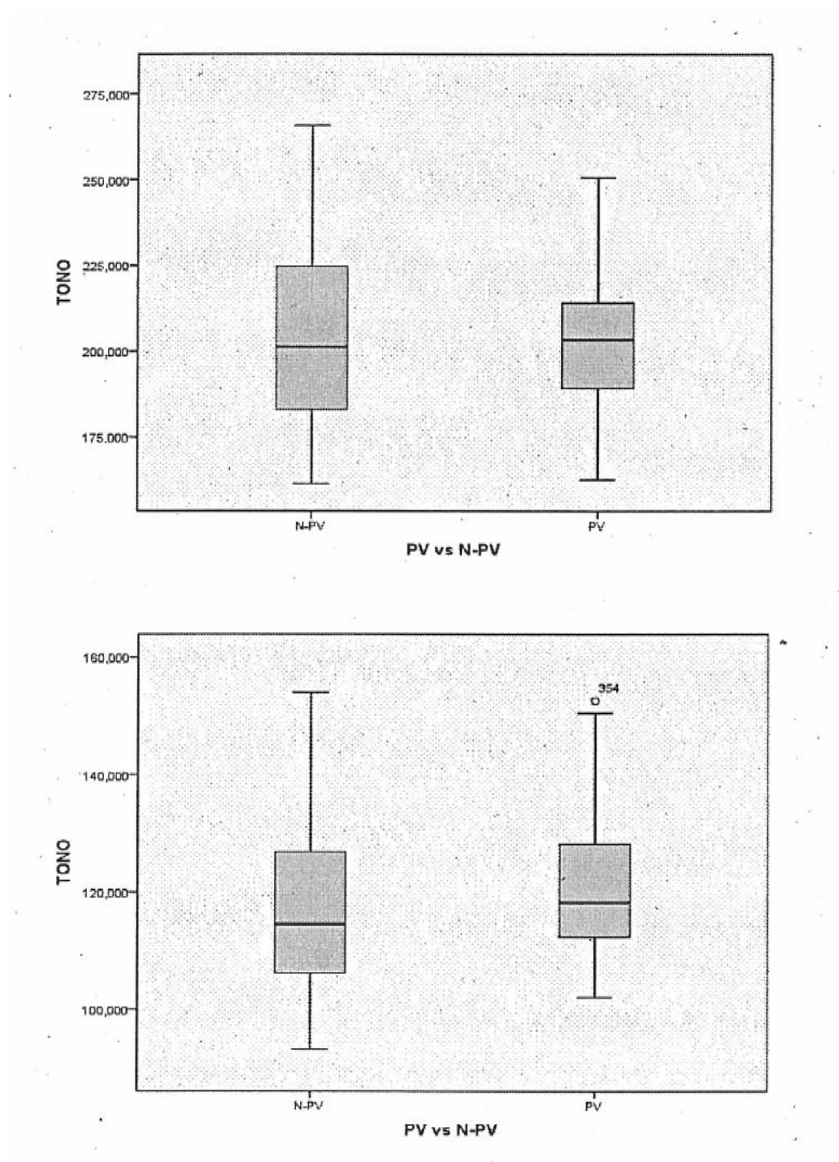 275,000
250,000
225,000
200,000
175,000
TONO
N-PV
PV
PV vs N-PV
160,000
354
140,000
120,000
100,000
TONO
N-PV
PV
PV vs N-PV